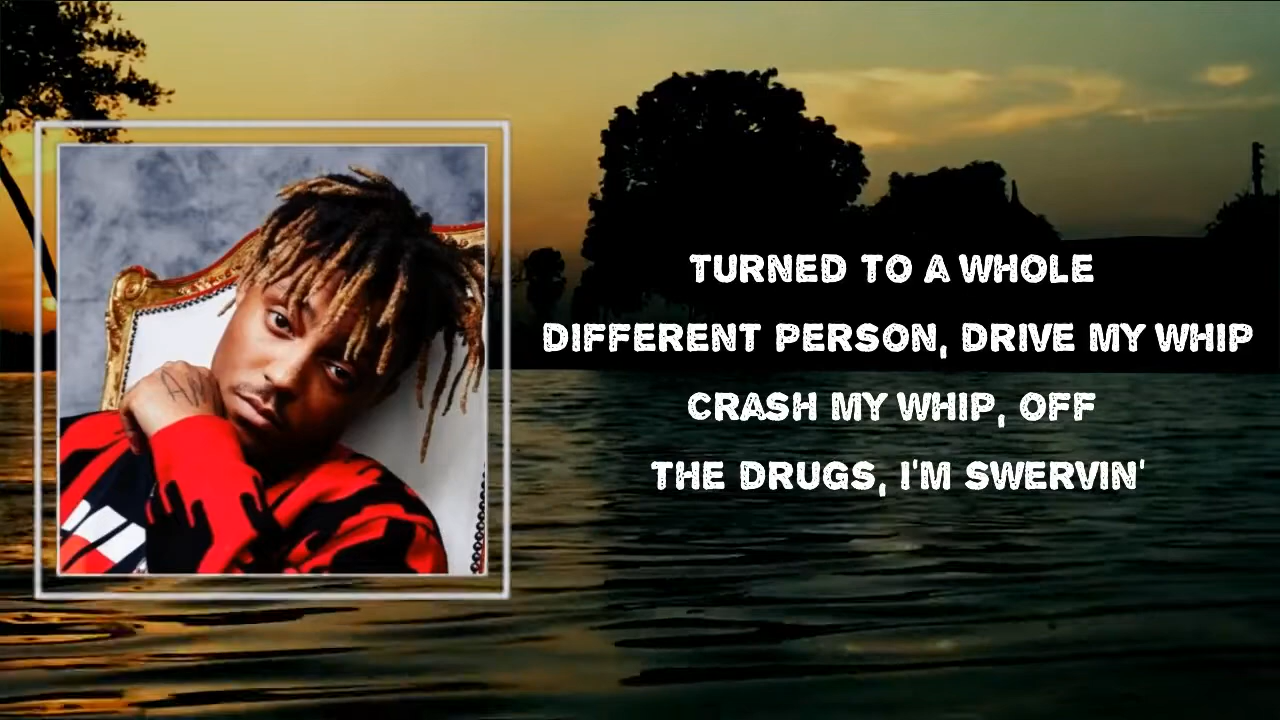 TURNED TO A WHOLE
DIFFERENT PERSON, DRIVE MY WHIP
CRASH MY WHIP, OFF
THE DRUGS, I'M SWERVIN'